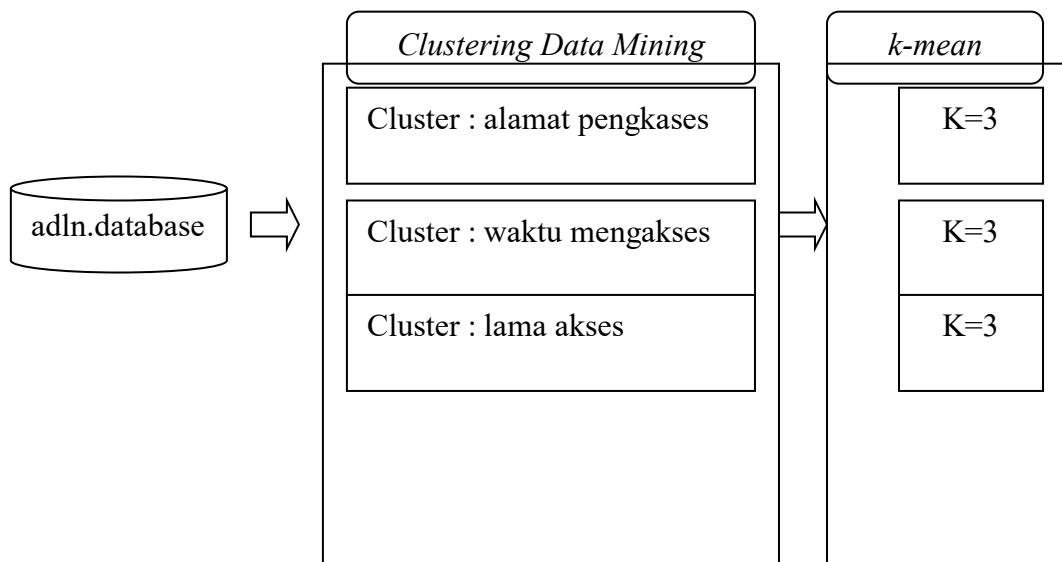 Clustering Data Mining
k-mean
Cluster : alamat pengkases
K=3
adln.database
Cluster : waktu mengakses
K=3
Cluster : lama akses
K=3